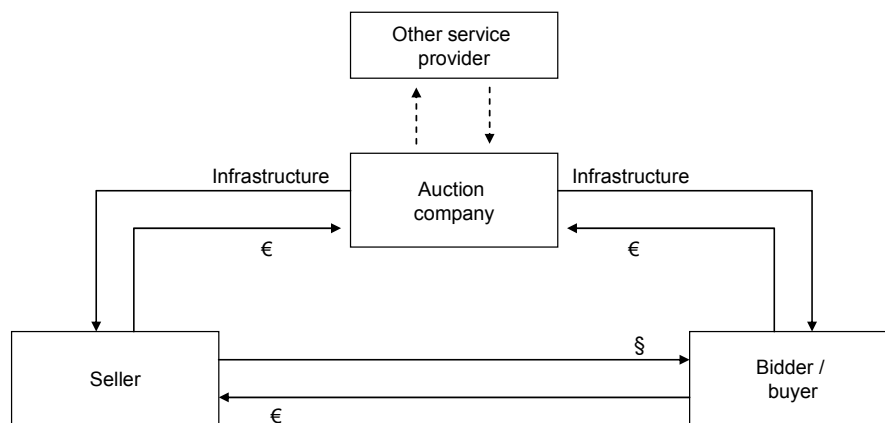 Other service
provider
Infrastructure
Auction
company
Infrastructure
€
€
Seller
§
Bidder /
buyer
€